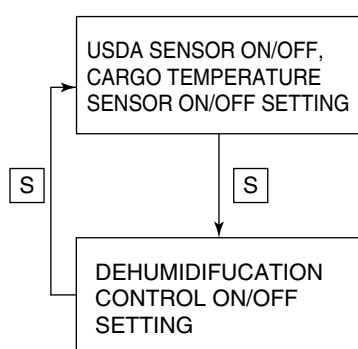 USDA SENSOR ON/OFF,
CARGO TEMPERATURE
SENSOR ON/OFF SETTING
S
S
DEHUMIDIFUCATION
CONTROL ON/OFF
SETTING